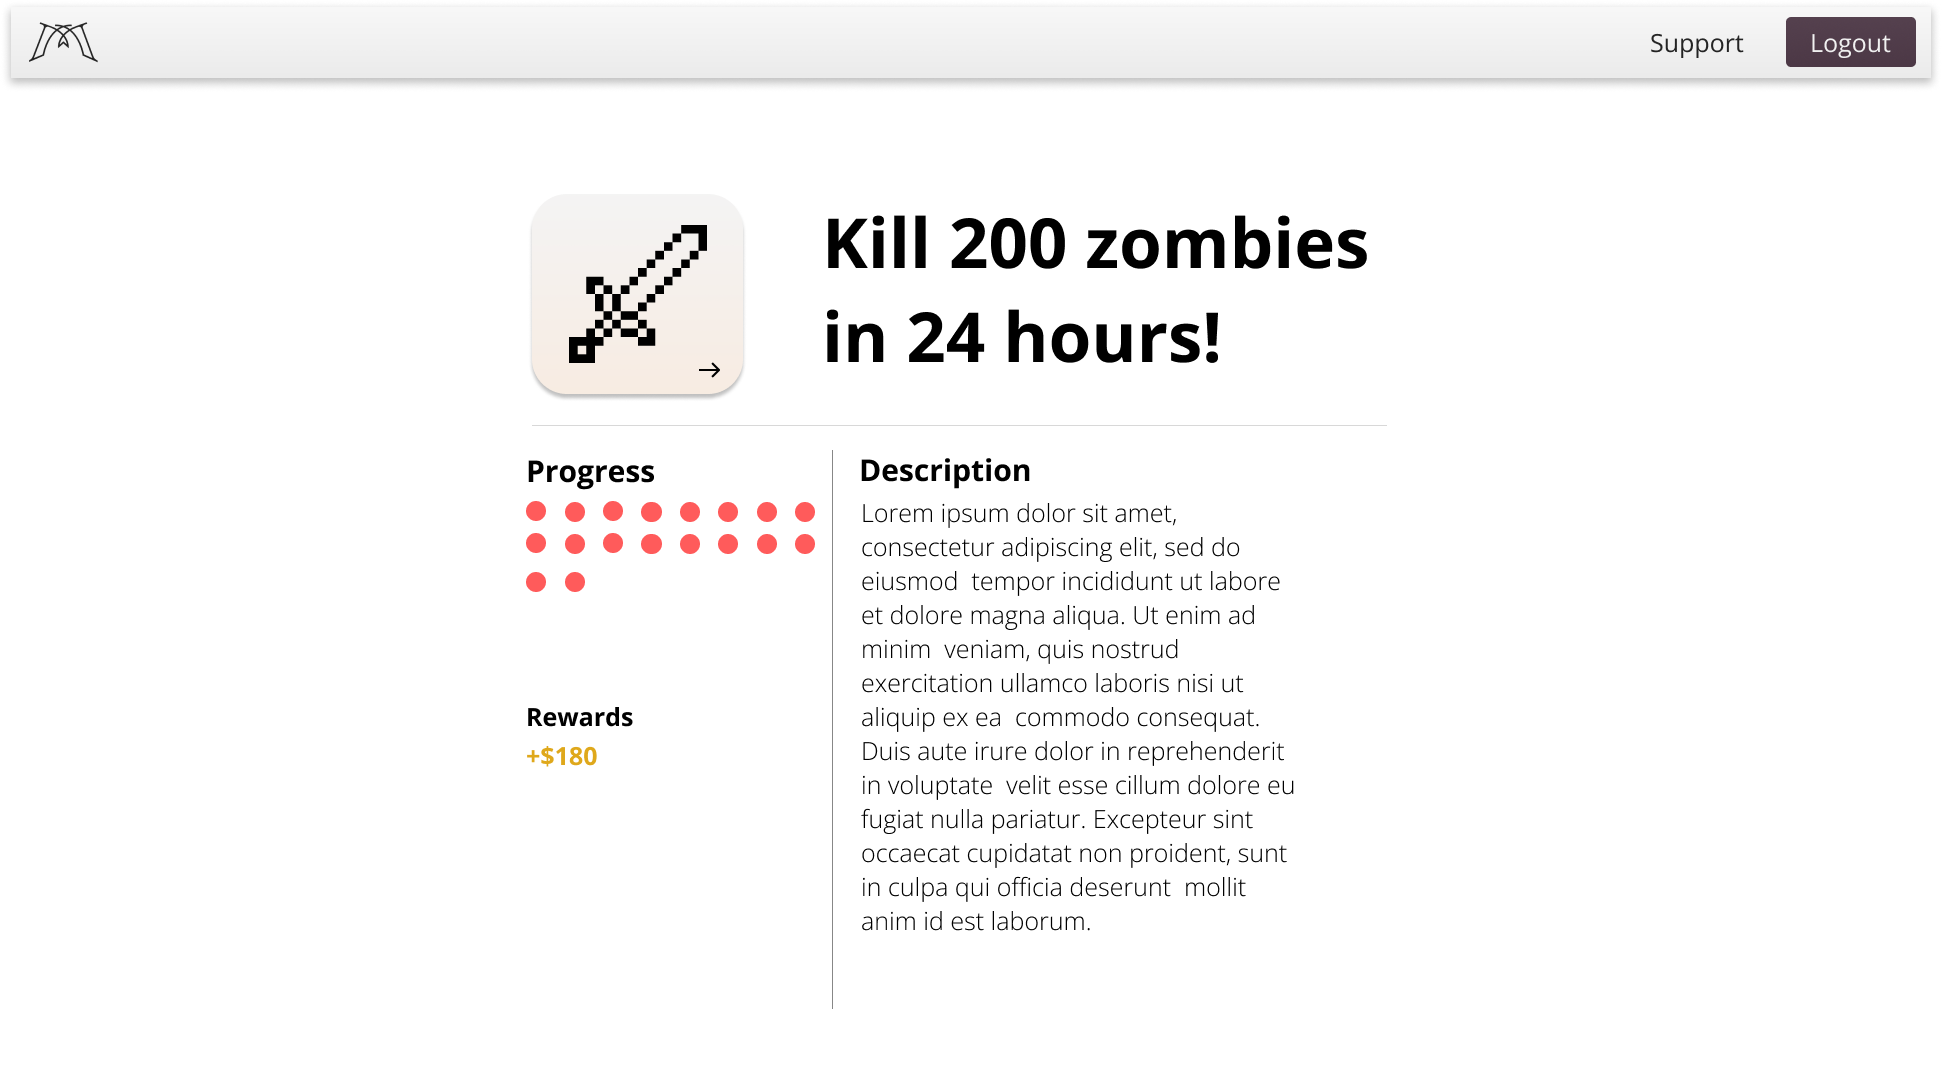 Support
Logout
Kill 200 zombies
in 24 hours!
Progress
Rewards
+$180
Description
Lorem ipsum dolor sit amet,
consectetur adipiscing elit, sed do
eiusmod  tempor incididunt ut labore
et dolore magna aliqua. Ut enim ad
minim  veniam, quis nostrud
exercitation ullamco laboris nisi ut
aliquip ex ea  commodo consequat.
Duis aute irure dolor in reprehenderit
in voluptate  velit esse cillum dolore eu
fugiat nulla pariatur. Excepteur sint
occaecat cupidatat non proident, sunt
in culpa qui officia deserunt  mollit
anim id est laborum.